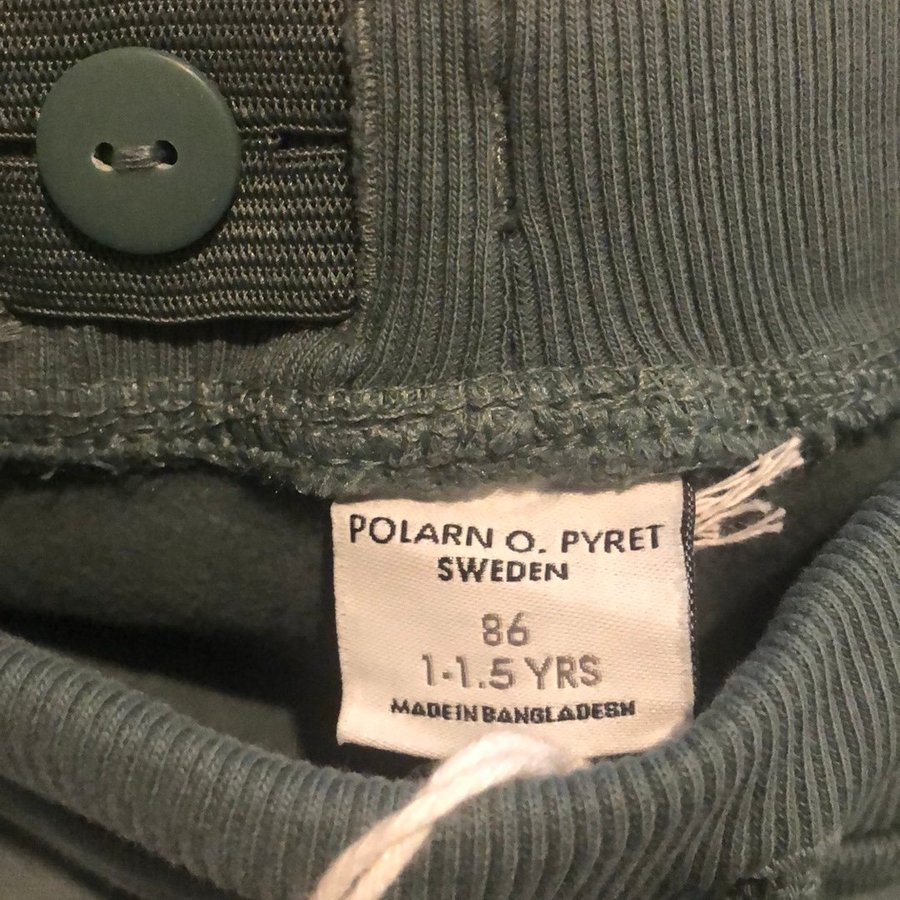 POLARN O. PYRET
SWEDEN
86
1-1.5 YRS
MADE IN BANGLADESH